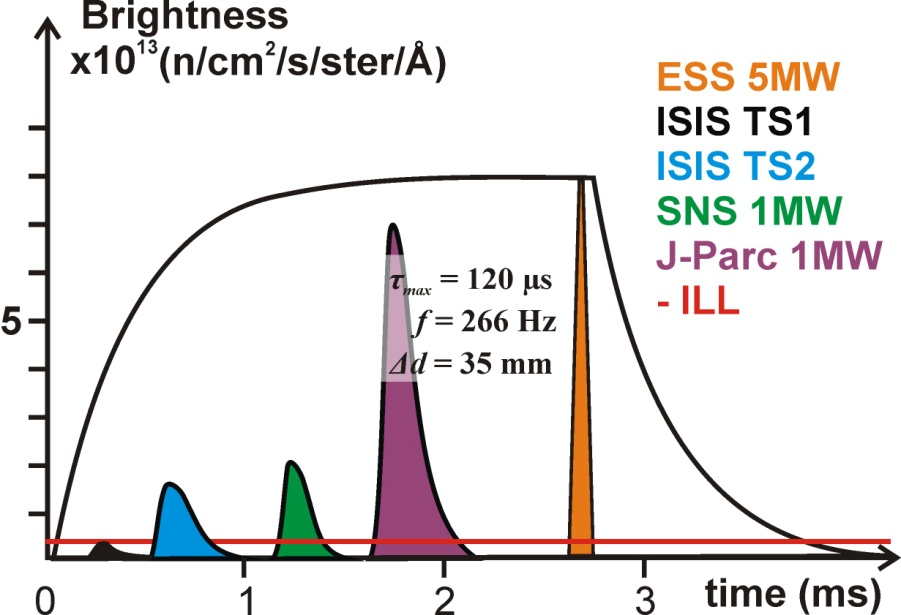 Brightness
x10¹³(n/cm²/s/ster/Å)
ESS 5MW
ISIS TS1
ISIS TS2
SNS 1MW
J-Parc 1MW
- ILL
τmax = 120 µs
f = 266 Hz
Δd = 35 mm
5
0 1 2 3 time (ms)